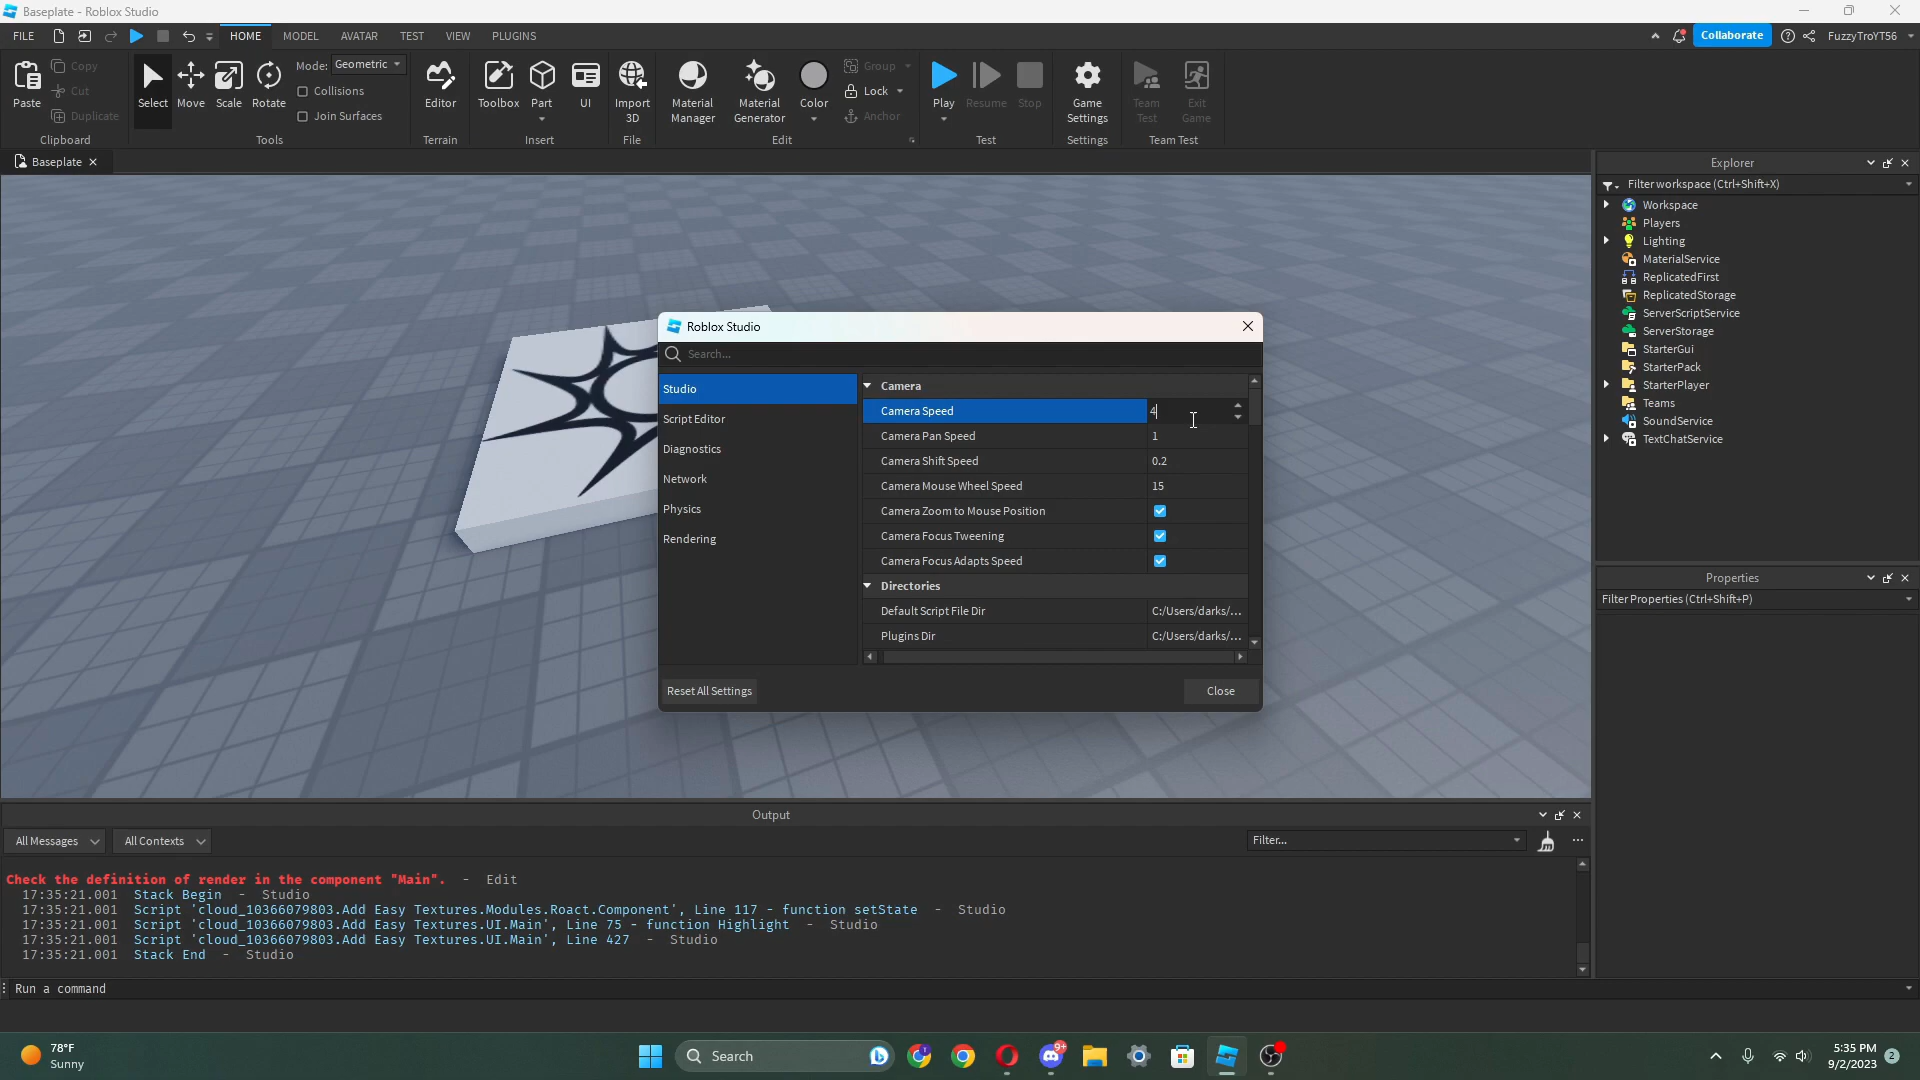 Baseplate - Roblox Studio
FILE
HOME
MODEL
AVATAR
TEST
VIEW
PLUGINS
Collaborate
FuzzyTroYT56
Paste
Copy
Cut
Duplicate
Clipboard
Select
Move
Scale
Rotate
Mode: Geometric
Collisions
Join Surfaces
Tools
Editor
Terrain
Toolbox
Part
UI
Insert
Import
3D
File
Material
Manager
Material
Generator
Color
Group
Lock
Anchor
Edit
Play
Resume
Stop
Test
Game
Settings
Settings
Team
Test
Exit
Game
Team Test
Baseplate
Explorer
Filter workspace (Ctrl+Shift+X)
Workspace
Players
Lighting
MaterialService
ReplicatedFirst
ReplicatedStorage
ServerScriptService
ServerStorage
StarterGui
StarterPack
StarterPlayer
Teams
SoundService
TextChatService
Properties
Filter Properties (Ctrl+Shift+P)
Roblox Studio
Search...
Studio
Script Editor
Diagnostics
Network
Physics
Rendering
Camera
Camera Speed 4
Camera Pan Speed 1
Camera Shift Speed 0.2
Camera Mouse Wheel Speed 15
Camera Zoom to Mouse Position
Camera Focus Tweening
Camera Focus Adapts Speed
Directories
Default Script File Dir C:/Users/darks/...
Plugins Dir C:/Users/darks/...
Reset All Settings
Close
Output
All Messages
All Contexts
Filter...
Check the definition of render in the component "Main". - Edit
17:35:21.001 Stack Begin - Studio
17:35:21.001 Script 'cloud_10366079803.Add Easy Textures.Modules.Roact.Component', Line 117 - function setState - Studio
17:35:21.001 Script 'cloud_10366079803.Add Easy Textures.UI.Main', Line 75 - function Highlight - Studio
17:35:21.001 Script 'cloud_10366079803.Add Easy Textures.UI.Main', Line 427 - Studio
17:35:21.001 Stack End - Studio
Run a command
78°F
Sunny
Search
9+
5:35 PM
9/2/2023
2